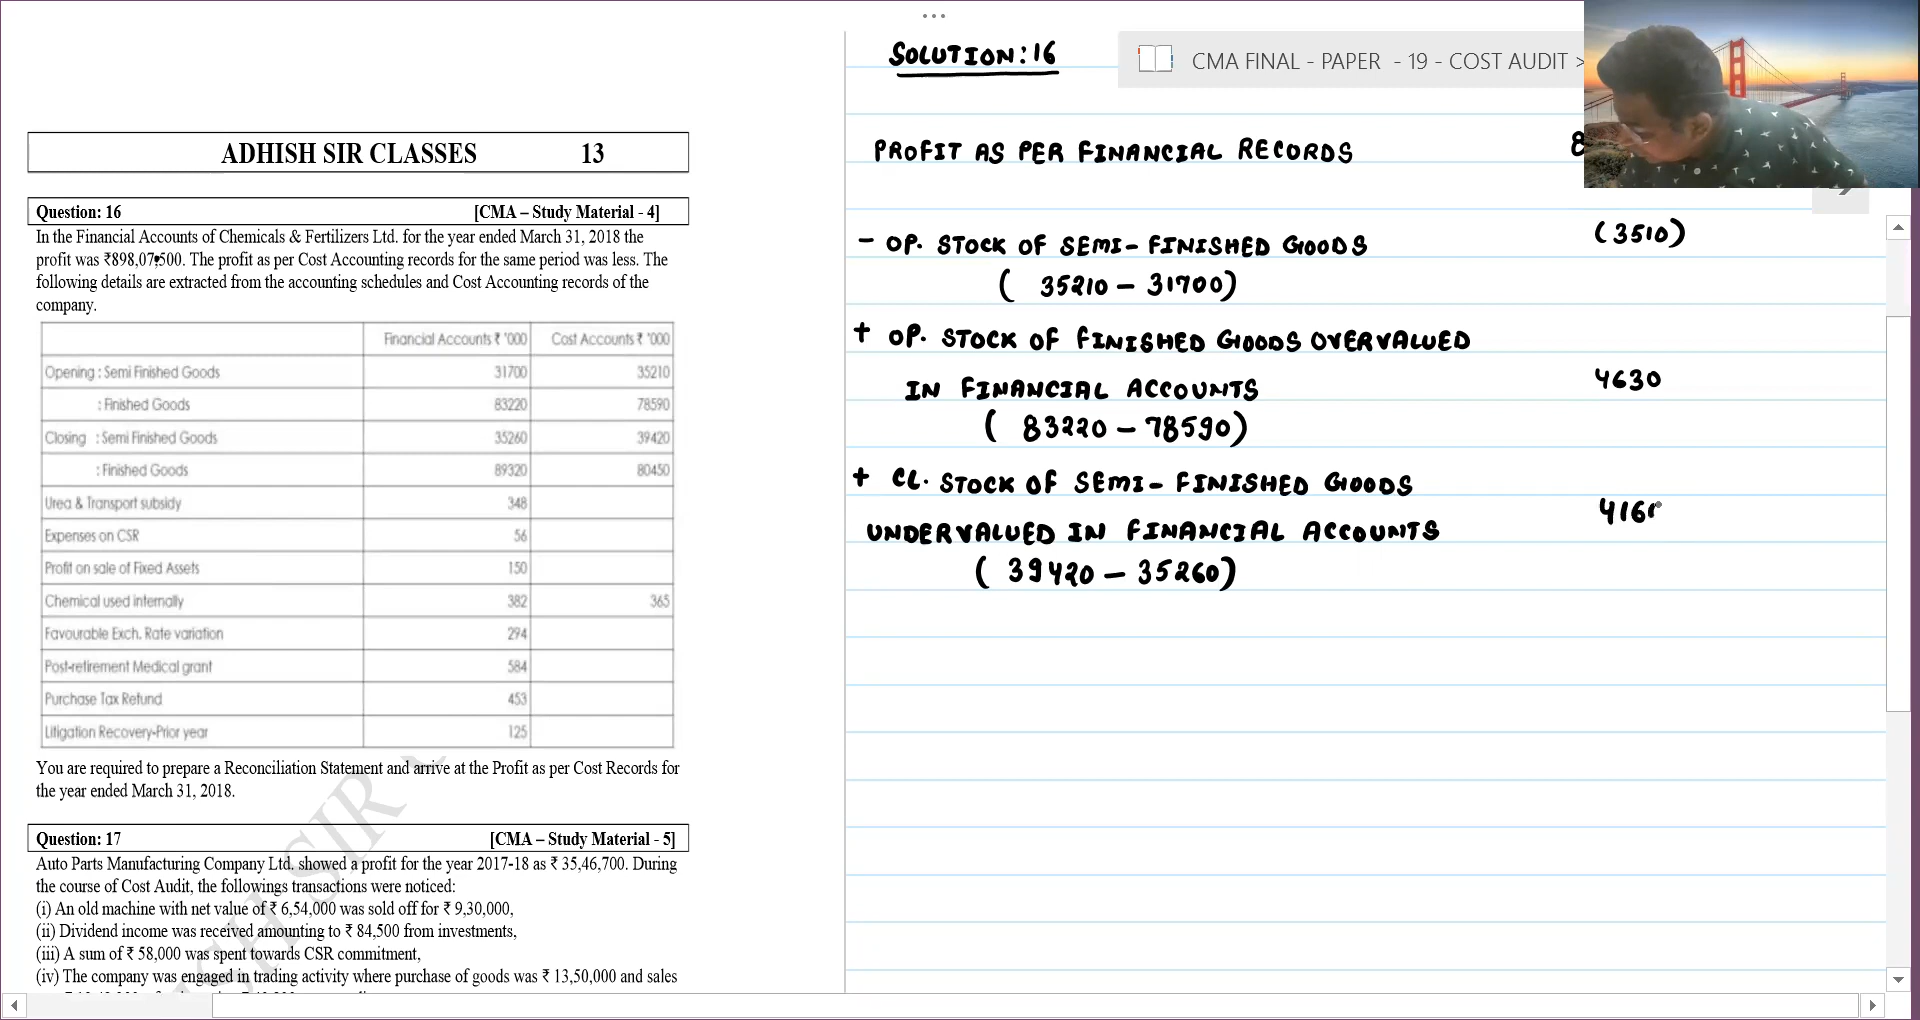 ADHISH SIR CLASSES 13
Question: 16 [CMA – Study Material - 4]
In the Financial Accounts of Chemicals & Fertilizers Ltd. for the year ended March 31, 2018 the
profit was ₹898,07,500. The profit as per Cost Accounting records for the same period was less. The
following details are extracted from the accounting schedules and Cost Accounting records of the
company.
Financial Accounts ₹ '000 Cost Accounts ₹ '000
Opening : Semi Finished Goods 31700 35210
: Finished Goods 83220 78590
Closing : Semi Finished Goods 35260 39420
: Finished Goods 89320 80450
Urea & Transport subsidy 348
Expenses on CSR 56
Profit on sale of Fixed Assets 150
Chemical used internally 382 365
Favourable Exch. Rate variation 294
Post-retirement Medical grant 584
Purchase Tax Refund 453
Litigation Recovery-Prior year 125
You are required to prepare a Reconciliation Statement and arrive at the Profit as per Cost Records for
the year ended March 31, 2018.
Question: 17 [CMA – Study Material - 5]
Auto Parts Manufacturing Company Ltd. showed a profit for the year 2017-18 as ₹ 35,46,700. During
the course of Cost Audit, the followings transactions were noticed:
(i) An old machine with net value of ₹ 6,54,000 was sold off for ₹ 9,30,000,
(ii) Dividend income was received amounting to ₹ 84,500 from investments,
(iii) A sum of ₹ 58,000 was spent towards CSR commitment,
(iv) The company was engaged in trading activity where purchase of goods was ₹ 13,50,000 and sales
SOLUTION: 16
CMA FINAL - PAPER - 19 - COST AUDIT >
PROFIT AS PER FINANCIAL RECORDS 8
- OP. STOCK OF SEMI- FINISHED GOODS (3510)
( 35210 – 31700)
+ OP. STOCK OF FINISHED GOODS OVERVALUED
IN FINANCIAL ACCOUNTS 4630
( 83220 – 78590)
+ CL. STOCK OF SEMI- FINISHED GOODS
UNDERVALUED IN FINANCIAL ACCOUNTS 416
( 39420 – 35260)